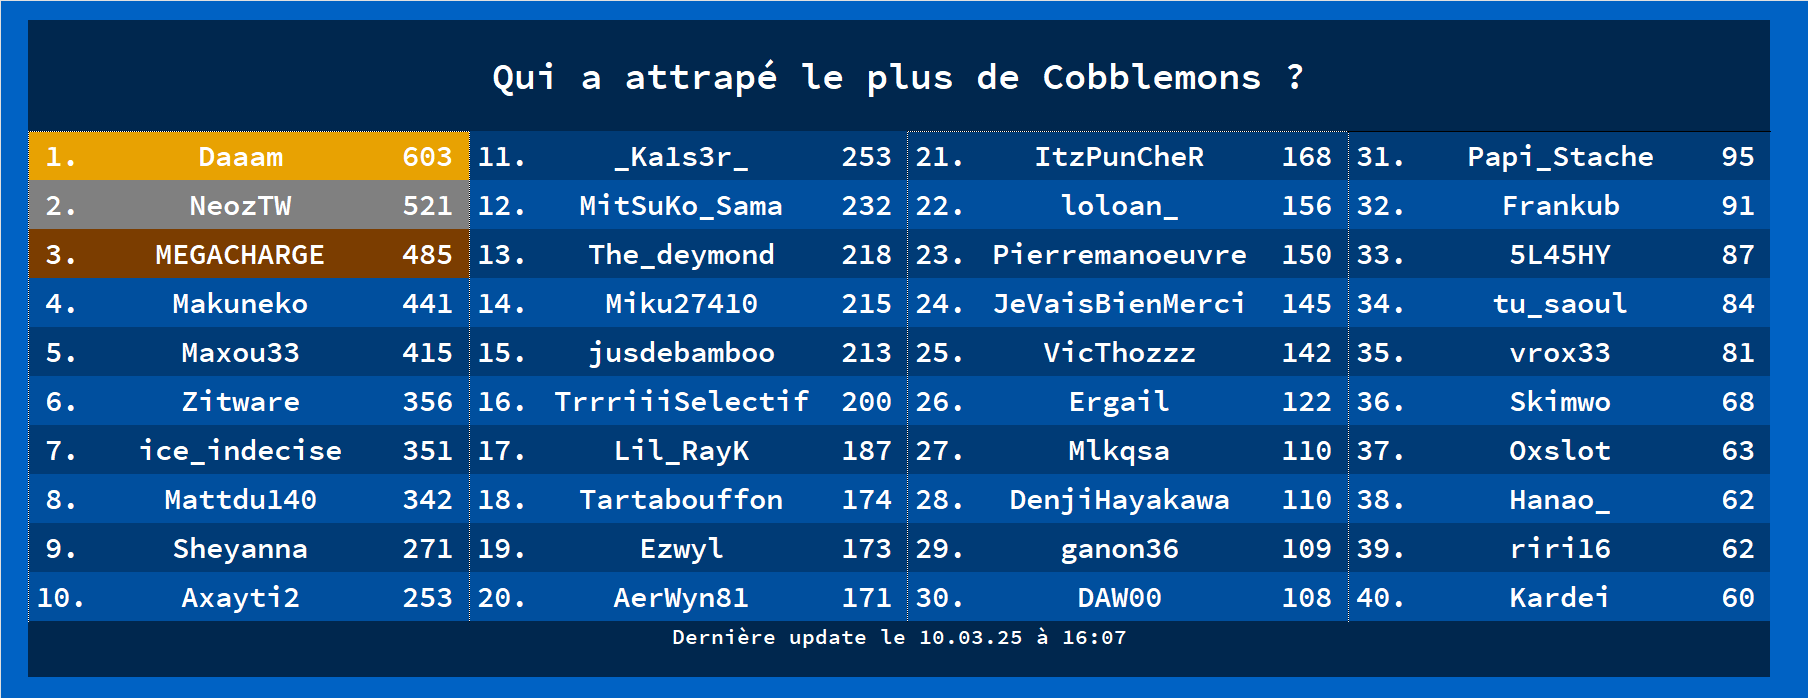 Qui a attrapé le plus de Cobblemons ?
1. Daaam 603 11. _Ka1s3r_ 253 21. ItzPunCheR 168 31. Papi_Stache 95
2. NeozTW 521 12. MitSuKo_Sama 232 22. loloan_ 156 32. Frankub 91
3. MEGACHARGE 485 13. The_deymond 218 23. Pierremanoeuvre 150 33. 5L45HY 87
4. Makuneko 441 14. Miku27410 215 24. JeVaisBienMerci 145 34. tu_saoul 84
5. Maxou33 415 15. jusdebamboo 213 25. VicThozzz 142 35. vrox33 81
6. Zitware 356 16. TrrriiiSelectif 200 26. Ergail 122 36. Skimwo 68
7. ice_indecise 351 17. Lil_RayK 187 27. Mlkqsa 110 37. Oxslot 63
8. Mattdu140 342 18. Tartabouffon 174 28. DenjiHayakawa 110 38. Hanao_ 62
9. Sheyanna 271 19. Ezwyl 173 29. ganon36 109 39. riri16 62
10. Axayti2 253 20. AerWyn81 171 30. DAW00 108 40. Kardei 60
Dernière update le 10.03.25 à 16:07